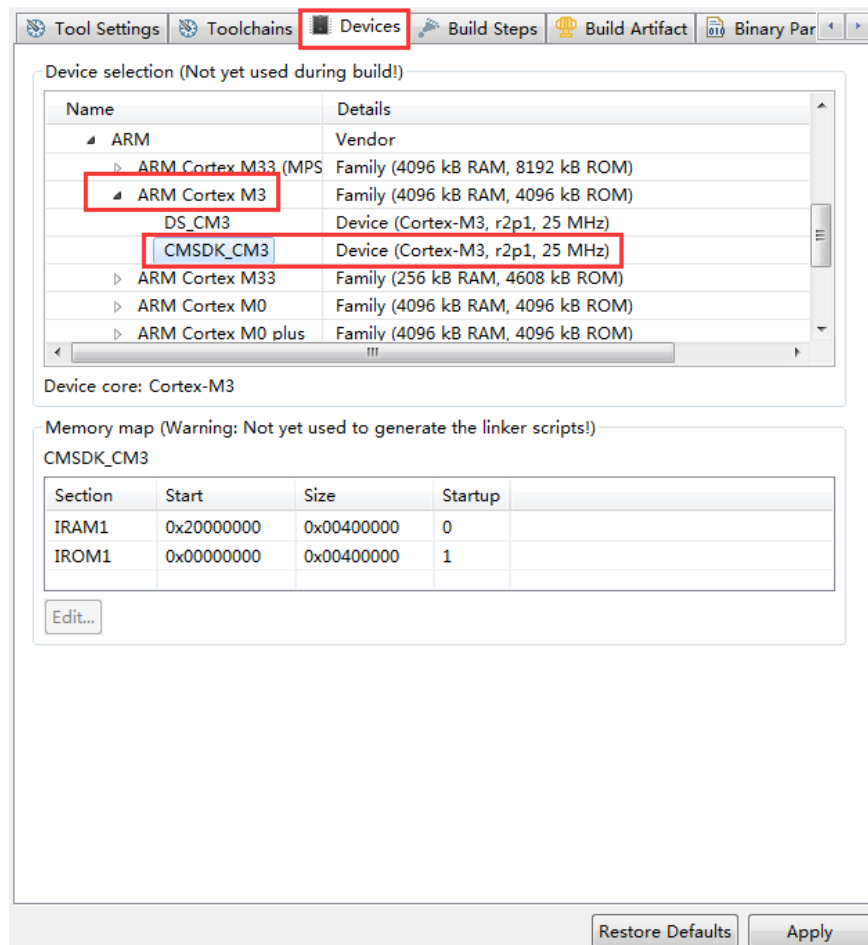 Tool Settings Toolchains Devices Build Steps Build Artifact Binary Par
Device selection (Not yet used during build!)
Name Details
ARM Vendor
ARM Cortex M33 (MPS Family (4096 kB RAM, 8192 kB ROM)
ARM Cortex M3 Family (4096 kB RAM, 4096 kB ROM)
DS_CM3 Device (Cortex-M3, r2p1, 25 MHz)
CMSDK_CM3 Device (Cortex-M3, r2p1, 25 MHz)
ARM Cortex M33 Family (256 kB RAM, 4608 kB ROM)
ARM Cortex M0 Family (4096 kB RAM, 4096 kB ROM)
ARM Cortex M0 plus Family (4096 kB RAM, 4096 kB ROM)
Device core: Cortex-M3
Memory map (Warning: Not yet used to generate the linker scripts!)
CMSDK_CM3
Section Start Size Startup
IRAM1 0x20000000 0x00400000 0
IROM1 0x00000000 0x00400000 1
Edit...
Restore Defaults Apply